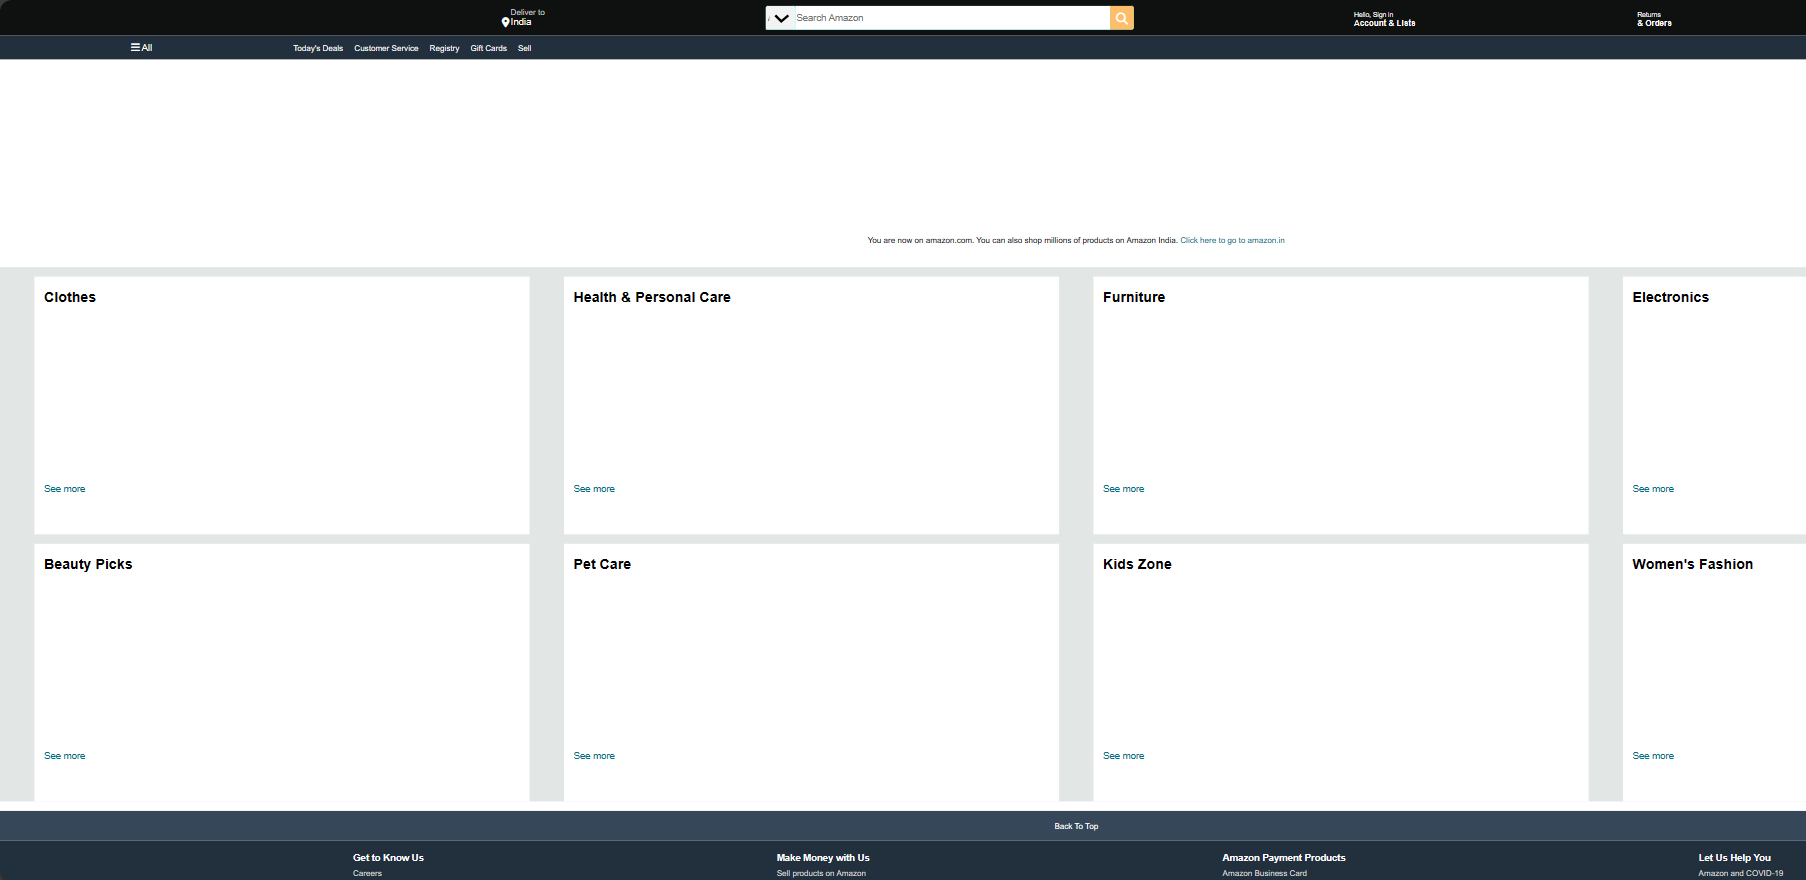 Deliver to
India
Search Amazon
Hello, Sign in
Account & Lists
Returns
& Orders
All
Today's Deals Customer Service Registry Gift Cards Sell
You are now on amazon.com. You can also shop millions of products on Amazon India. Click here to go to amazon.in
Clothes
See more
Health & Personal Care
See more
Furniture
See more
Electronics
See more
Beauty Picks
See more
Pet Care
See more
Kids Zone
See more
Women's Fashion
See more
Back To Top
Get to Know Us
Careers
Make Money with Us
Sell products on Amazon
Amazon Payment Products
Amazon Business Card
Let Us Help You
Amazon and COVID-19